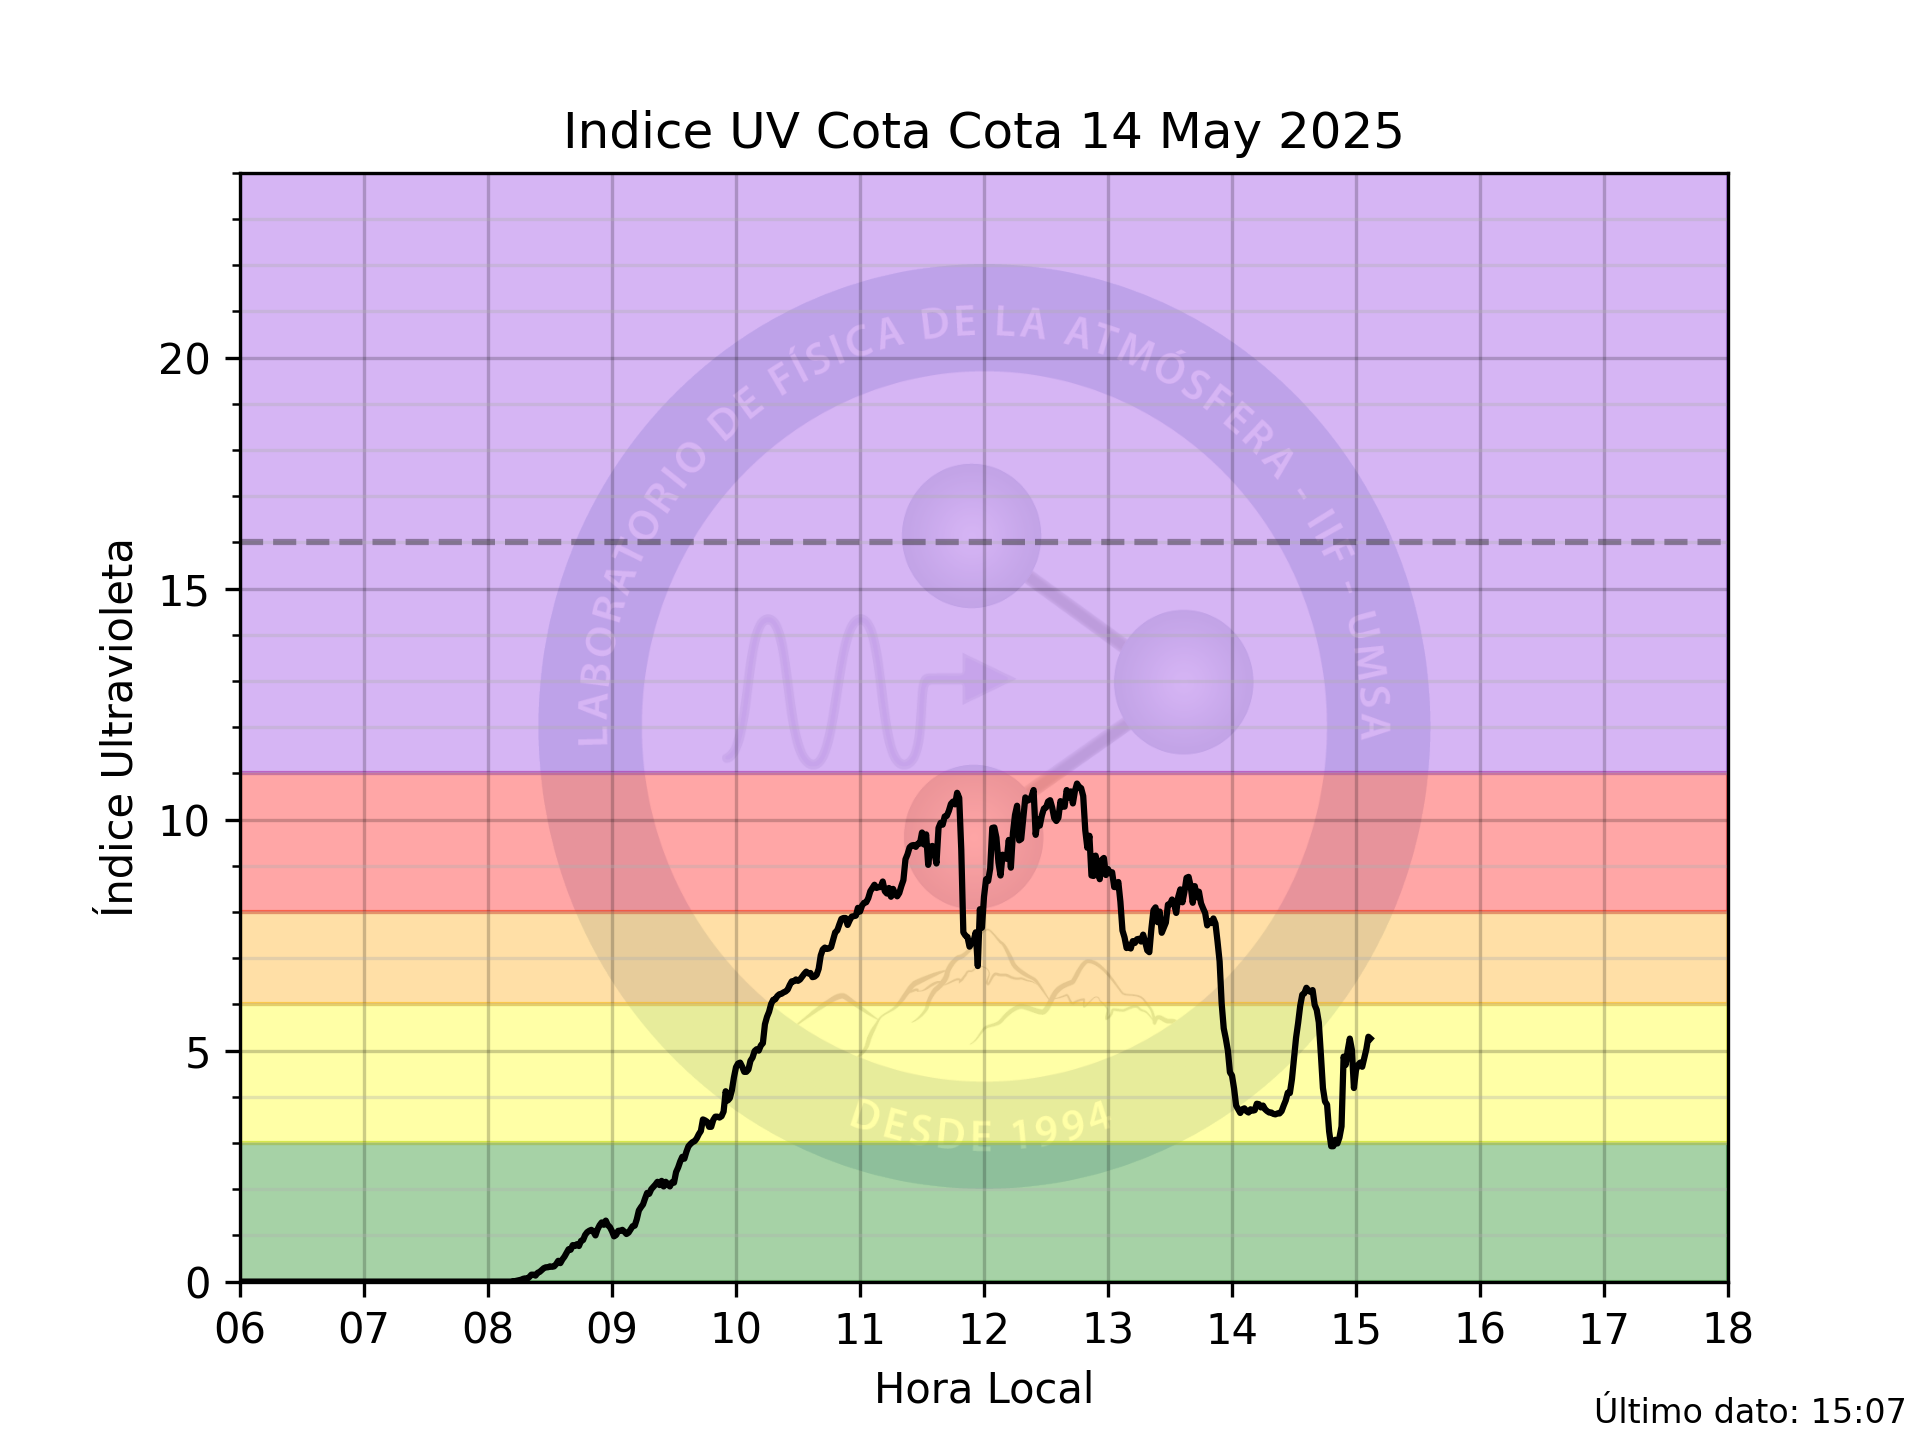 Indice UV Cota Cota 14 May 2025
Índice Ultravioleta
20
15
10
5
0
LABORATORIO DE FÍSICA DE LA ATMÓSFERA - IIF - UMSA
DESDE 1994
06 07 08 09 10 11 12 13 14 15 16 17 18
Hora Local
Último dato: 15:07